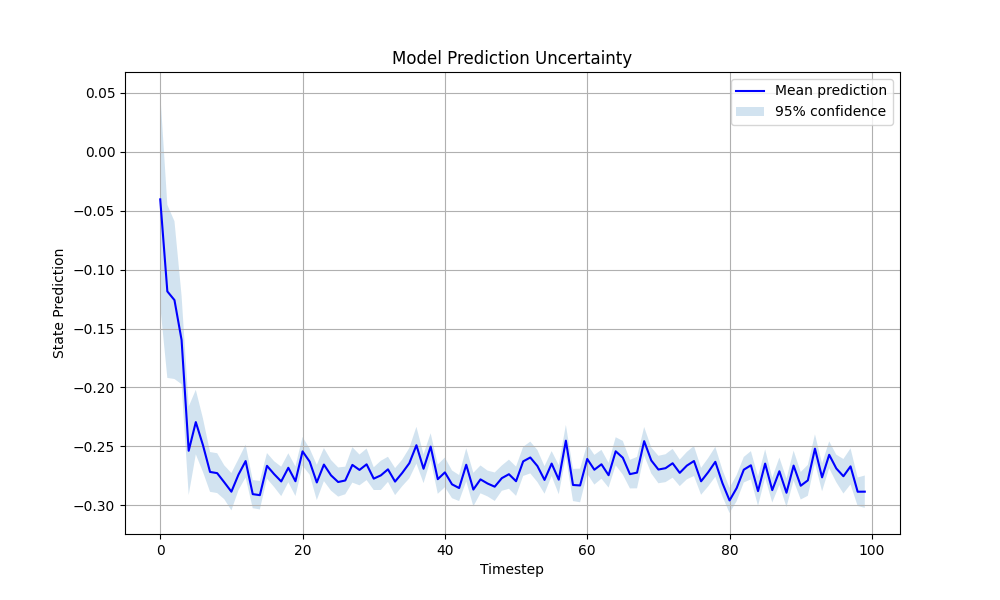 Model Prediction Uncertainty
Mean prediction
95% confidence
State Prediction
0.05
0.00
−0.05
−0.10
−0.15
−0.20
−0.25
−0.30
0 20 40 60 80 100
Timestep